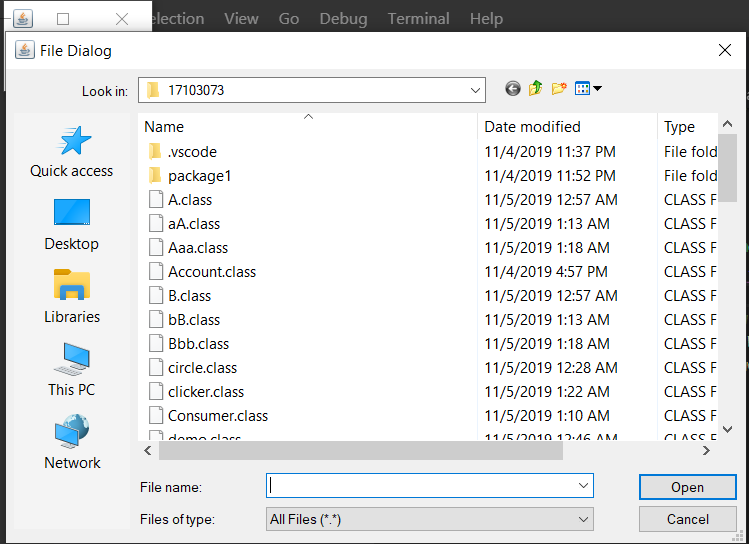 election View Go Debug Terminal Help
File Dialog
Look in: 17103073
Name Date modified Type
.vscode 11/4/2019 11:37 PM File fold
package1 11/4/2019 11:52 PM File fold
A.class 11/5/2019 12:57 AM CLASS F
aA.class 11/5/2019 1:13 AM CLASS F
Aaa.class 11/5/2019 1:18 AM CLASS F
Account.class 11/4/2019 4:57 PM CLASS F
B.class 11/5/2019 12:57 AM CLASS F
bB.class 11/5/2019 1:13 AM CLASS F
Bbb.class 11/5/2019 1:18 AM CLASS F
circle.class 11/5/2019 12:28 AM CLASS F
clicker.class 11/5/2019 1:22 AM CLASS F
Consumer.class 11/5/2019 1:10 AM CLASS F
demo.class 11/5/2019 12:46 AM CLASS F
Quick access
Desktop
Libraries
This PC
Network
File name:
Open
Files of type: All Files (*.*)
Cancel